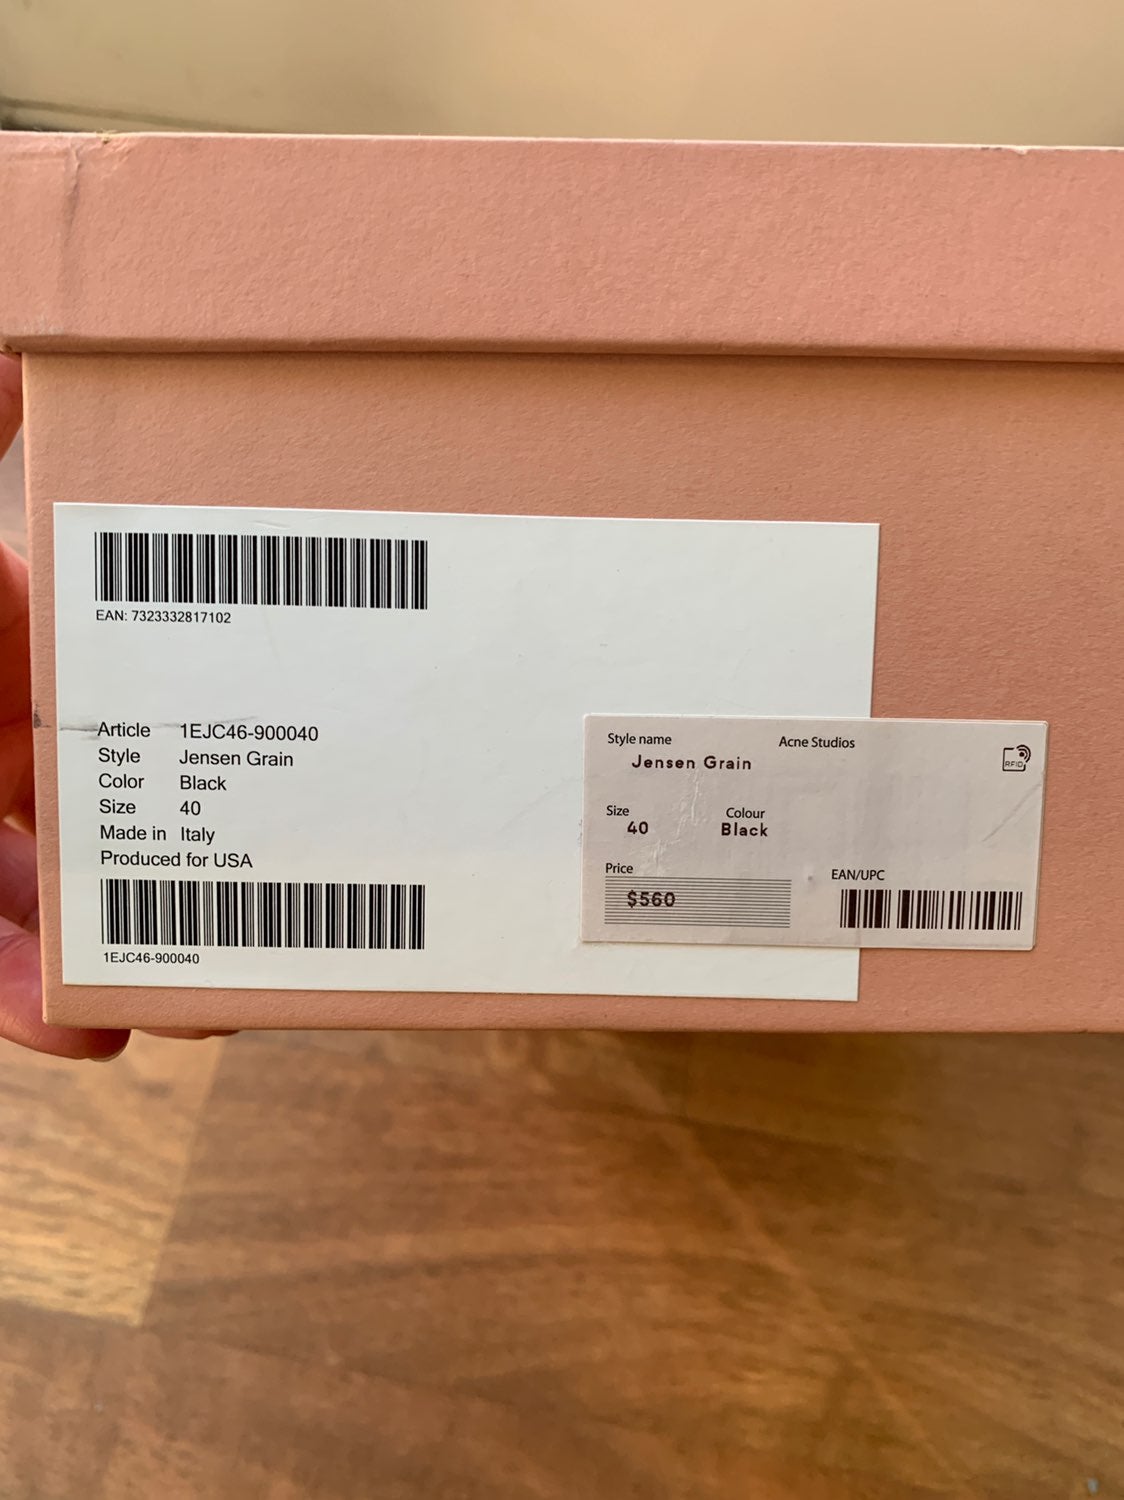 EAN: 7323332817102
Article 1EJC46-900040
Style Jensen Grain
Color Black
Size 40
Made in Italy
Produced for USA
1EJC46-900040
Style name Acne Studios
Jensen Grain
RFID
Size Colour
40 Black
Price EAN/UPC
$560